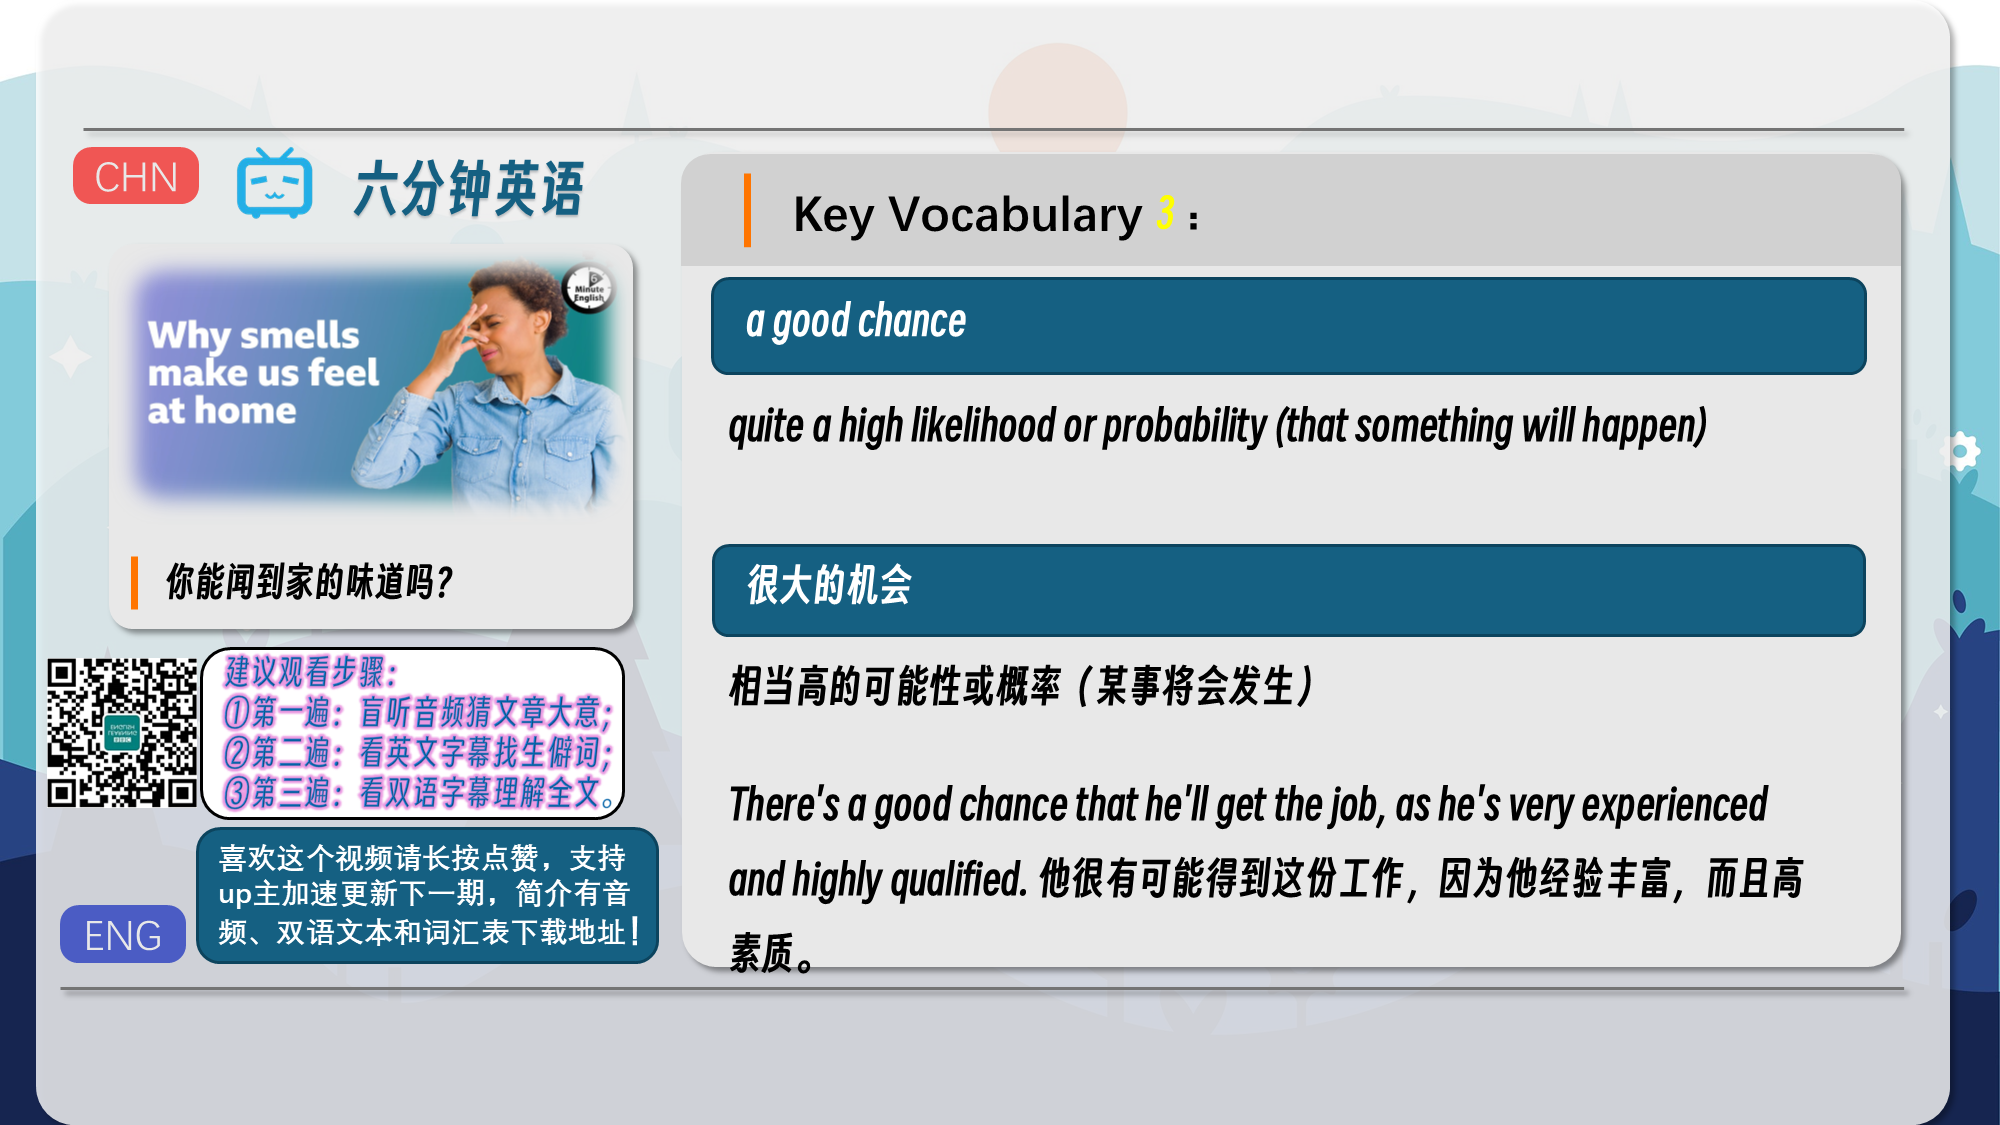 CHN
六分钟英语
6
Minute
English
Why smells
make us feel
at home
你能闻到家的味道吗?
建议观看步骤:
①第一遍: 盲听音频猜文章大意;
②第二遍: 看英文字幕找生僻词;
③第三遍: 看双语字幕理解全文。
喜欢这个视频请长按点赞, 支持
up主加速更新下一期, 简介有音
频、双语文本和词汇表下载地址!
ENG
Key Vocabulary 3 :
a good chance
quite a high likelihood or probability (that something will happen)
很大的机会
相当高的可能性或概率 (某事将会发生)
There's a good chance that he'll get the job, as he's very experienced
and highly qualified. 他很有可能得到这份工作, 因为他经验丰富, 而且高
素质。